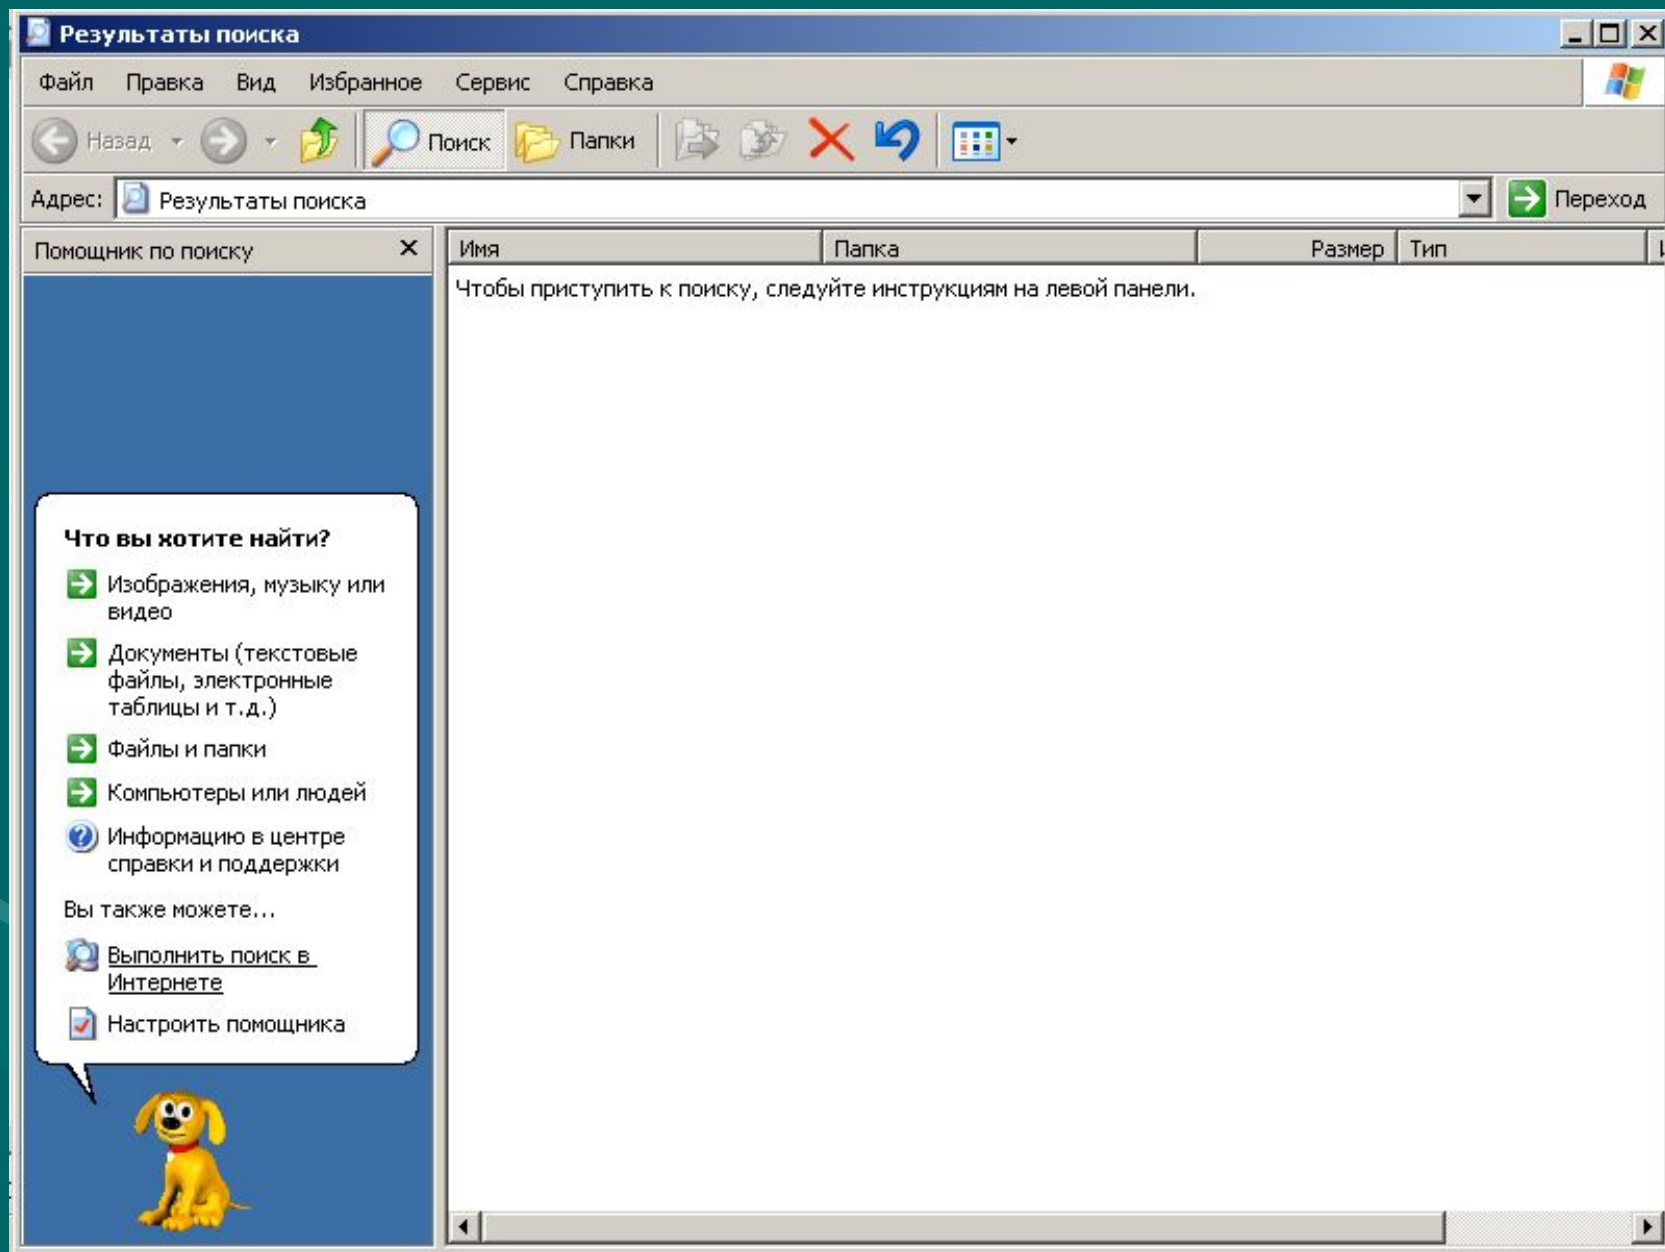 Результаты поиска
Файл Правка Вид Избранное Сервис Справка
Назад Поиск Папки
Адрес: Результаты поиска Переход
Помощник по поиску
Имя Папка Размер Тип
Чтобы приступить к поиску, следуйте инструкциям на левой панели.
Что вы хотите найти?
Изображения, музыку или
видео
Документы (текстовые
файлы, электронные
таблицы и т.д.)
Файлы и папки
Компьютеры или людей
Информацию в центре
справки и поддержки
Вы также можете...
Выполнить поиск в
Интернете
Настроить помощника